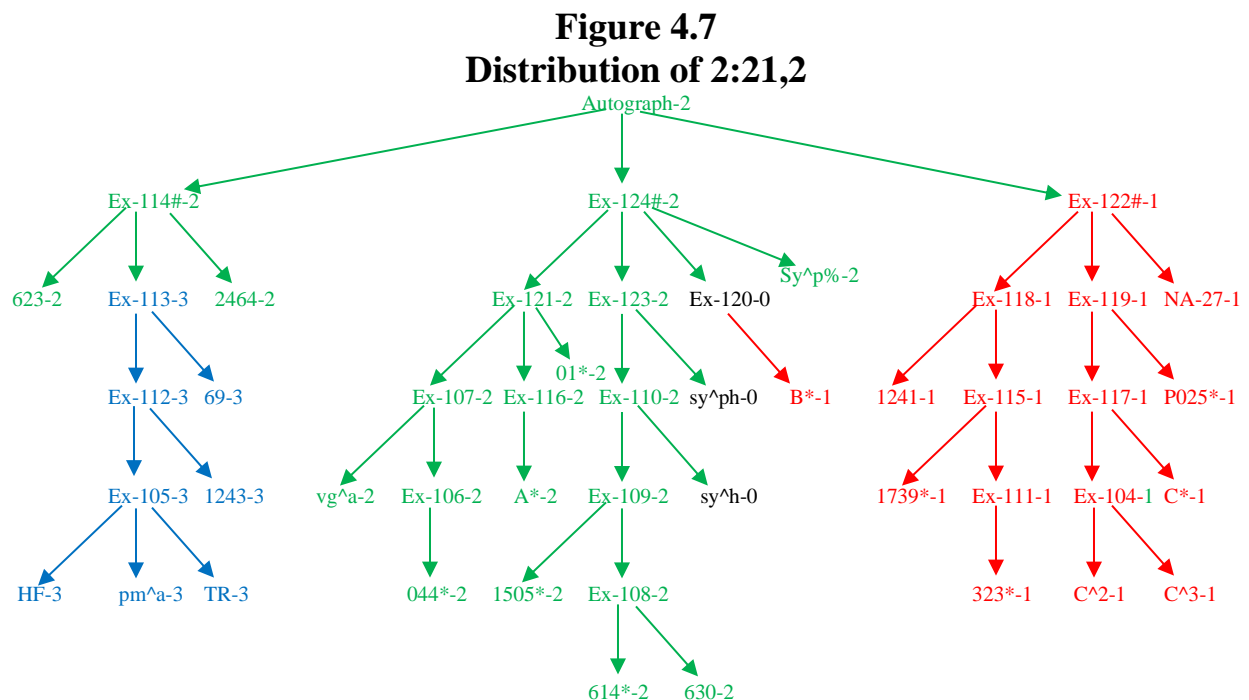 Figure 4.7
Distribution of 2:21,2
Autograph-2
Ex-114#-2 Ex-124#-2 Ex-122#-1
Sy^p%-2
623-2 Ex-113-3 2464-2 Ex-121-2 Ex-123-2 Ex-120-0 Ex-118-1 Ex-119-1 NA-27-1
01*-2
Ex-112-3 69-3 Ex-107-2 Ex-116-2 Ex-110-2 sy^ph-0 B*-1 1241-1 Ex-115-1 Ex-117-1 P025*-1
Ex-105-3 1243-3 vg^a-2 Ex-106-2 A*-2 Ex-109-2 sy^h-0 1739*-1 Ex-111-1 Ex-104-1 C*-1
HF-3 pm^a-3 TR-3 044*-2 1505*-2 Ex-108-2 323*-1 C^2-1 C^3-1
614*-2 630-2